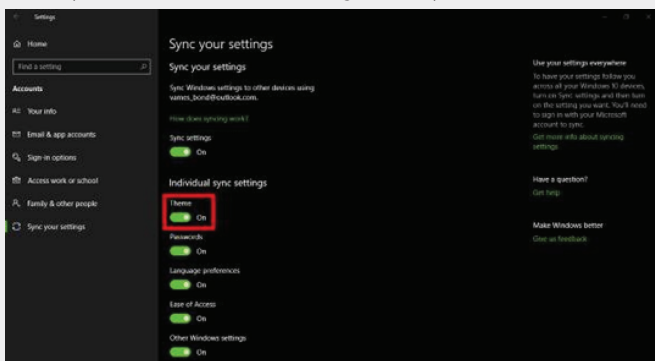 Settings
Home
Find a setting
Accounts
Your info
Email & app accounts
Sign-in options
Access work or school
Family & other people
Sync your settings
Sync your settings
Sync your settings
Sync Windows settings to other devices using
vames_bond@outlook.com.
How does syncing work?
Sync settings
On
Individual sync settings
Theme
On
Passwords
On
Language preferences
On
Ease of Access
On
Other Windows settings
On
Use your settings everywhere
To have your settings follow you
across all your Windows 10 devices,
turn on Sync settings and then turn
on the setting you want. You'll need
to sign in with your Microsoft
account to sync.
Get more info about syncing
settings
Have a question?
Get help
Make Windows better
Give us feedback